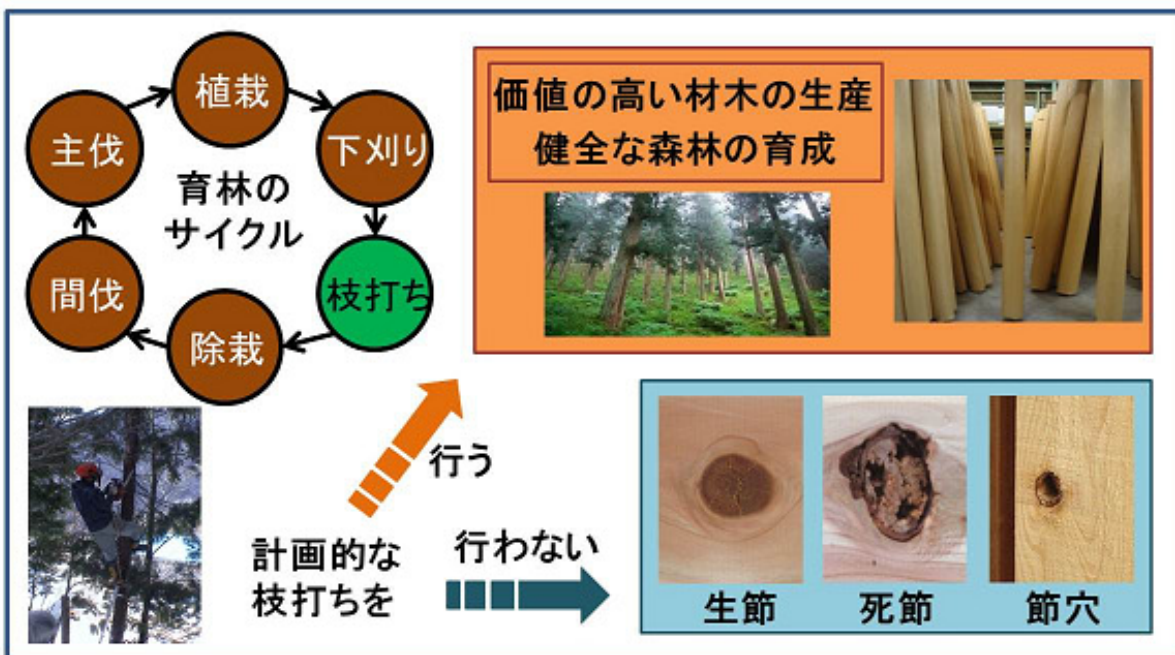 植栽
下刈り
枝打ち
除栽
間伐
主伐
育林の
サイクル
価値の高い材木の生産
健全な森林の育成
計画的な
枝打ちを
行う
行わない
生節
死節
節穴